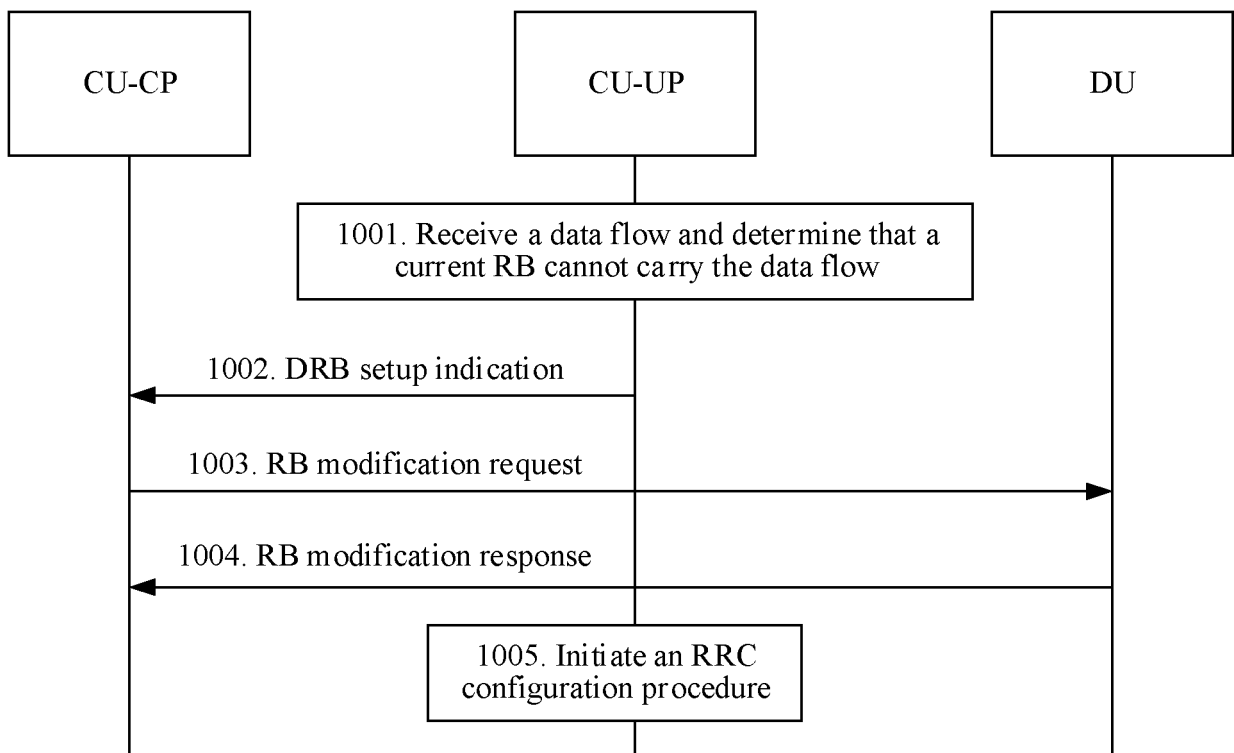 CU-CP
CU-UP
DU
1001. Receive a data flow and determine that a
current RB cannot carry the data flow
1002. DRB setup indication
1003. RB modification request
1004. RB modification response
1005. Initiate an RRC
configuration procedure